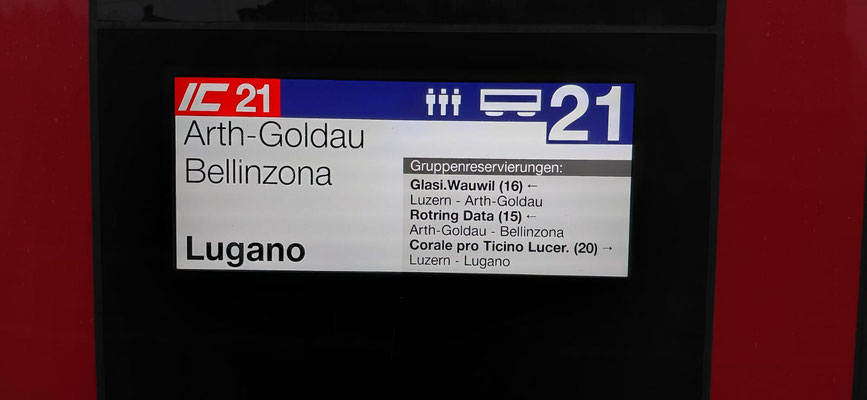 IC 21
21
Arth-Goldau
Bellinzona
Lugano
Gruppenreservierungen:
Glasi.Wauwil (16) ←
Luzern - Arth-Goldau
Rotring Data (15) ←
Arth-Goldau - Bellinzona
Corale pro Ticino Lucer. (20) →
Luzern - Lugano